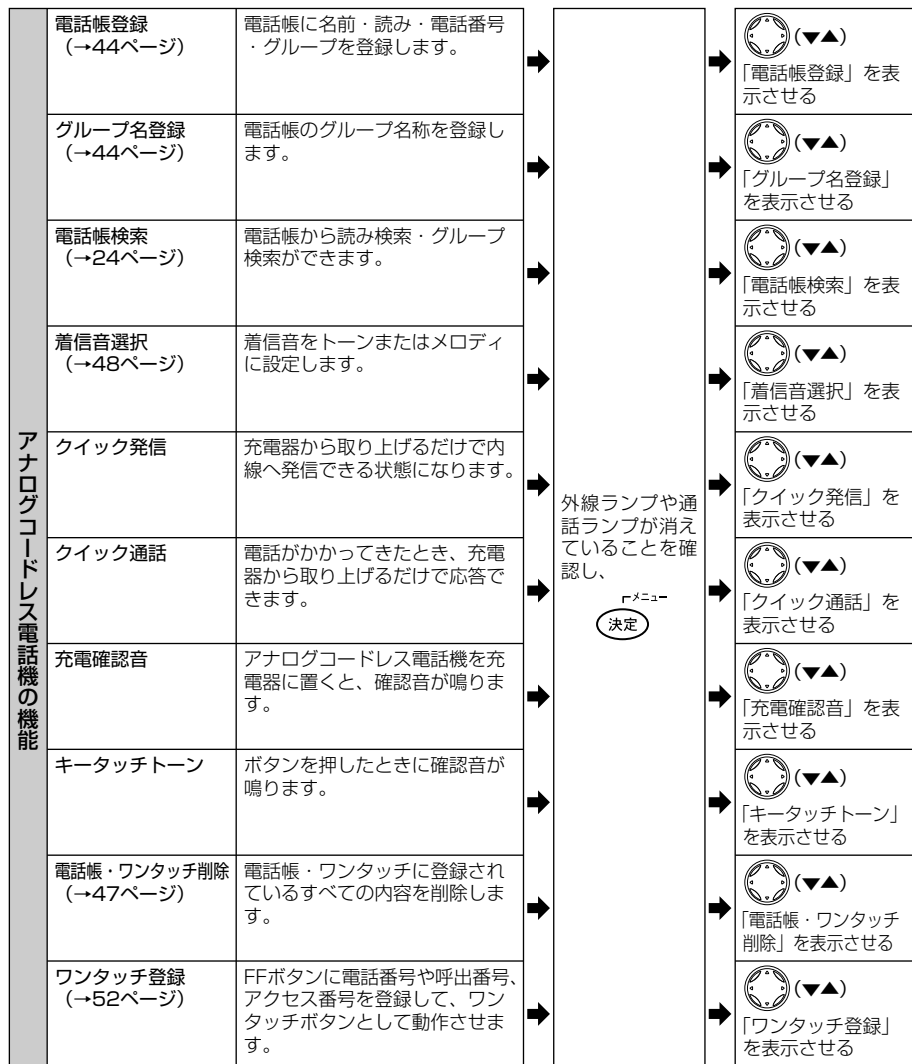 アナログコードレス電話機の機能
電話帳登録
(→44ページ)
電話帳に名前・読み・電話番号
・グループを登録します。
(▼▲)
「電話帳登録」を表
示させる
グループ名登録
(→44ページ)
電話帳のグループ名称を登録し
ます。
(▼▲)
「グループ名登録」
を表示させる
電話帳検索
(→24ページ)
電話帳から読み検索・グループ
検索ができます。
(▼▲)
「電話帳検索」を表
示させる
着信音選択
(→48ページ)
着信音をトーンまたはメロディ
に設定します。
(▼▲)
「着信音選択」を表
示させる
クイック発信
充電器から取り上げるだけで内
線へ発信できる状態になります。
外線ランプや通
話ランプが消え
ていることを確
認し、
メニュー
決定
(▼▲)
「クイック発信」を
表示させる
クイック通話
電話がかかってきたとき、充電
器から取り上げるだけで応答で
きます。
(▼▲)
「クイック通話」を
表示させる
充電確認音
アナログコードレス電話機を充
電器に置くと、確認音が鳴りま
す。
(▼▲)
「充電確認音」を表
示させる
キータッチトーン
ボタンを押したときに確認音が
鳴ります。
(▼▲)
「キータッチトーン」
を表示させる
電話帳・ワンタッチ削除
(→47ページ)
電話帳・ワンタッチに登録され
ているすべての内容を削除しま
す。
(▼▲)
「電話帳・ワンタッチ
削除」を表示させる
ワンタッチ登録
(→52ページ)
FFボタンに電話番号や呼出番号、
アクセス番号を登録して、ワン
タッチボタンとして動作させま
す。
(▼▲)
「ワンタッチ登録」
を表示させる